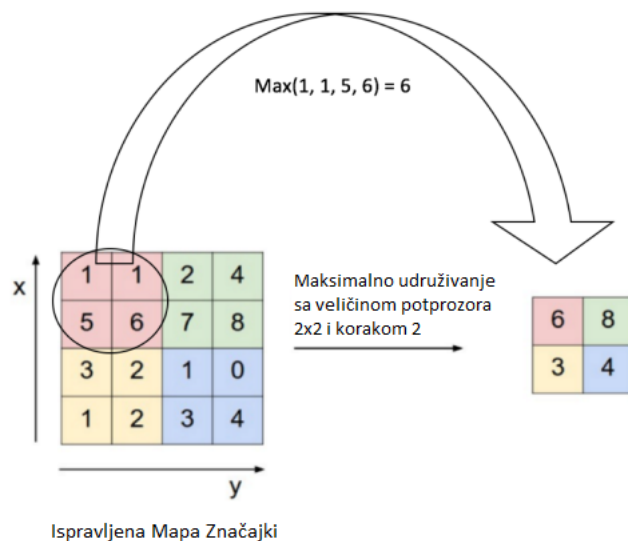 Max(1, 1, 5, 6) = 6
x
1 1 2 4
5 6 7 8
3 2 1 0
1 2 3 4
y
Maksimalno udruživanje
sa veličinom potprozora
2x2 i korakom 2
6 8
3 4
Ispravljena Mapa Značajki